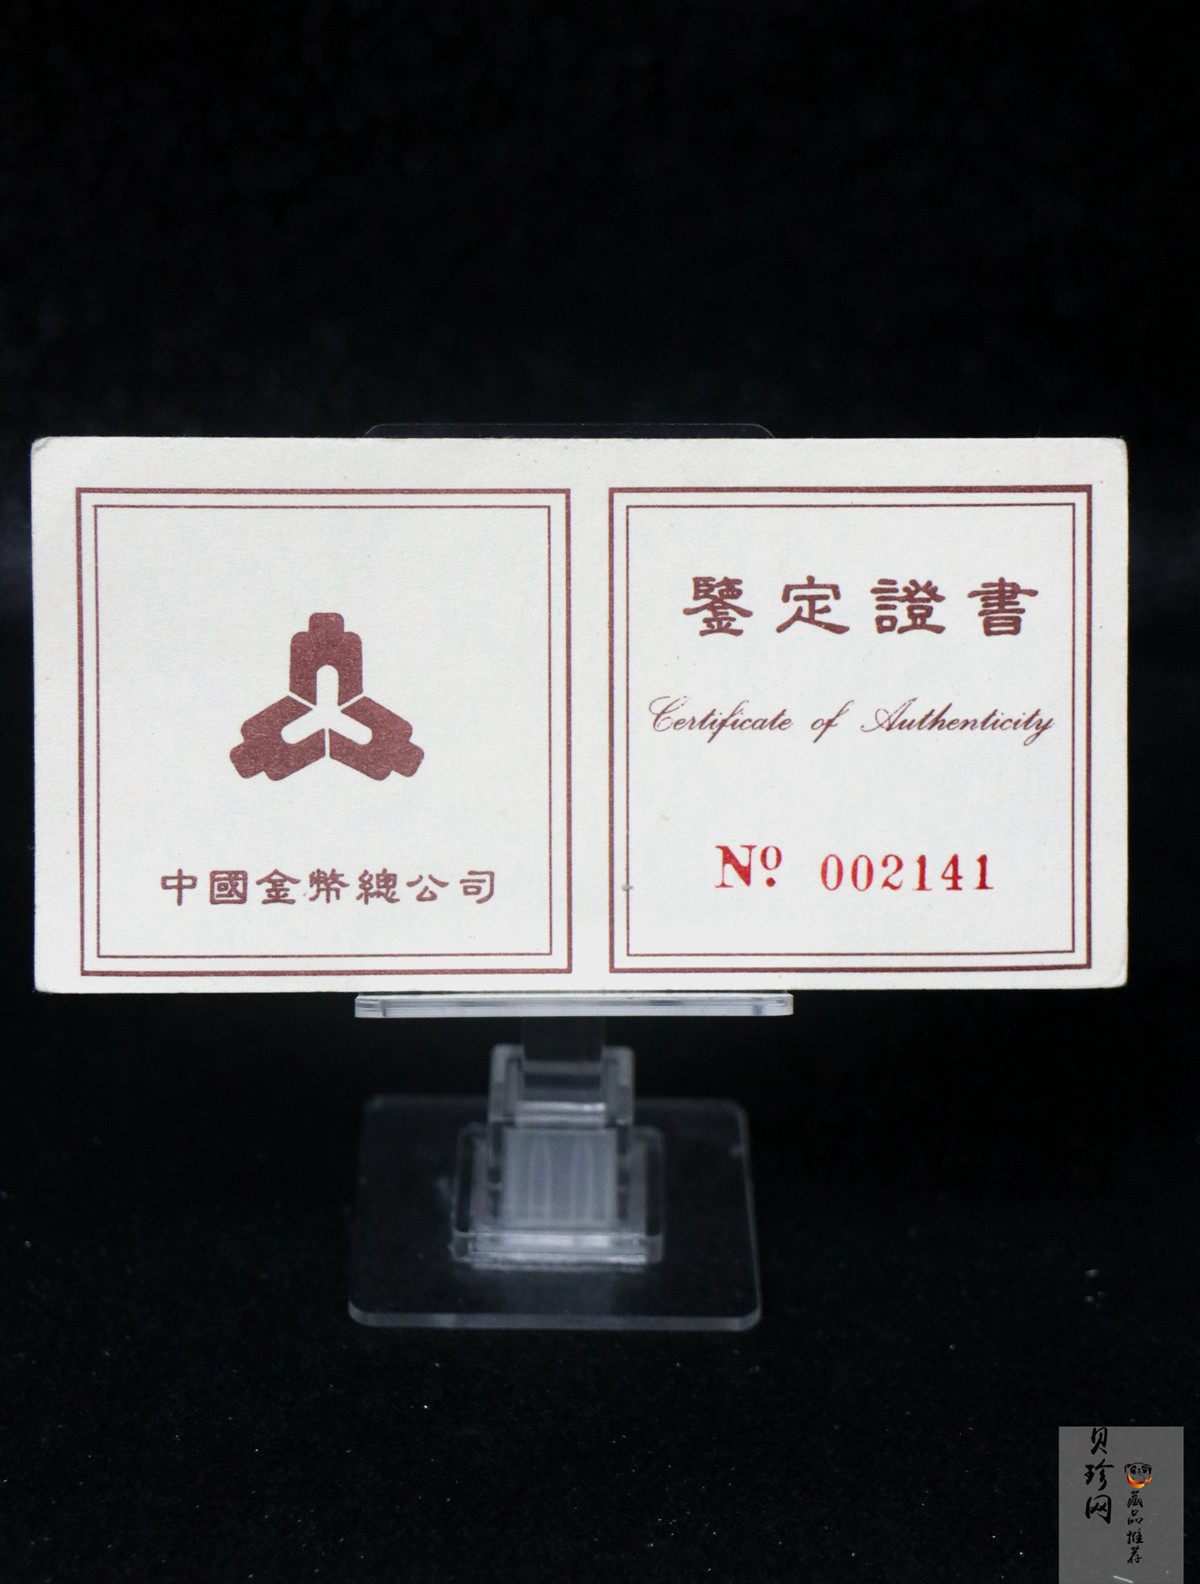 中國金幣總公司
鑒定證書
Certificate of Authenticity
Nº 002141
贝珍网
藏品推荐